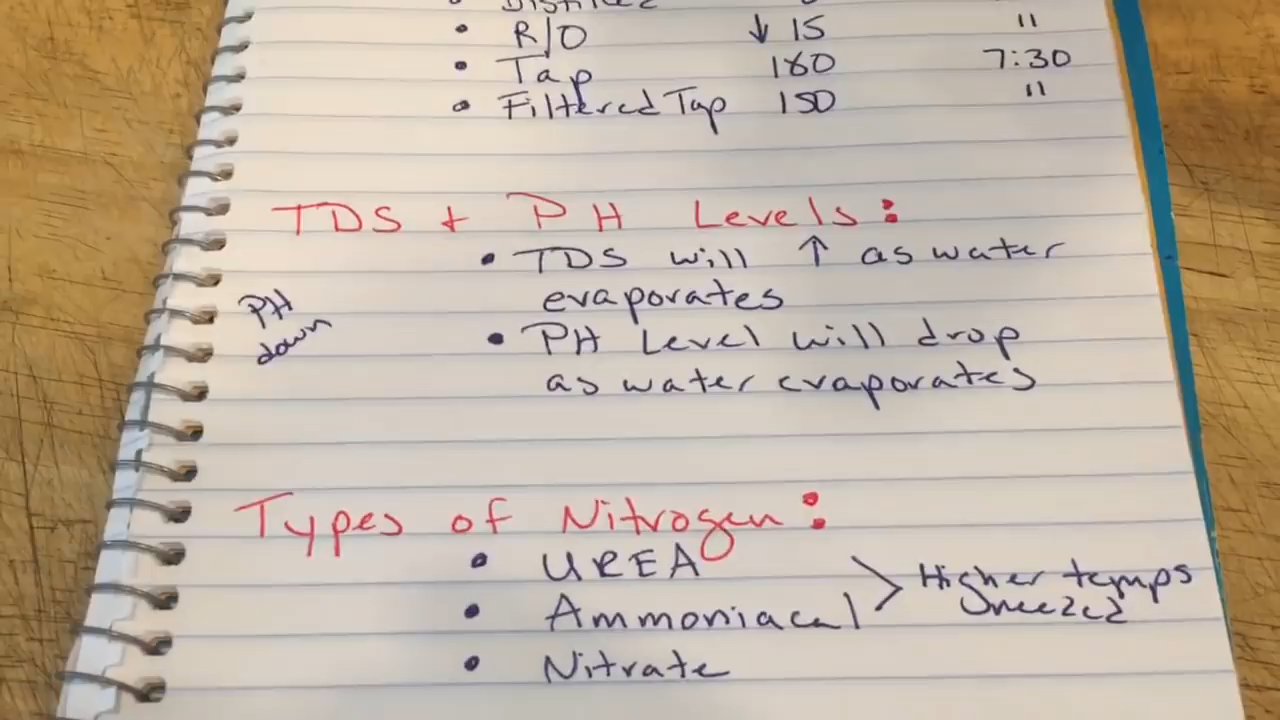 • R/O ↓ 15 "
• Tap 160 7:30
• Filtered Tap 150 "
TDS + PH Levels:
• TDS will ↑ as water
evaporates
PH
down
• PH Level will drop
as water evaporates
Types of Nitrogen:
• UREA
• Ammoniacal > Higher temps
• Nitrate